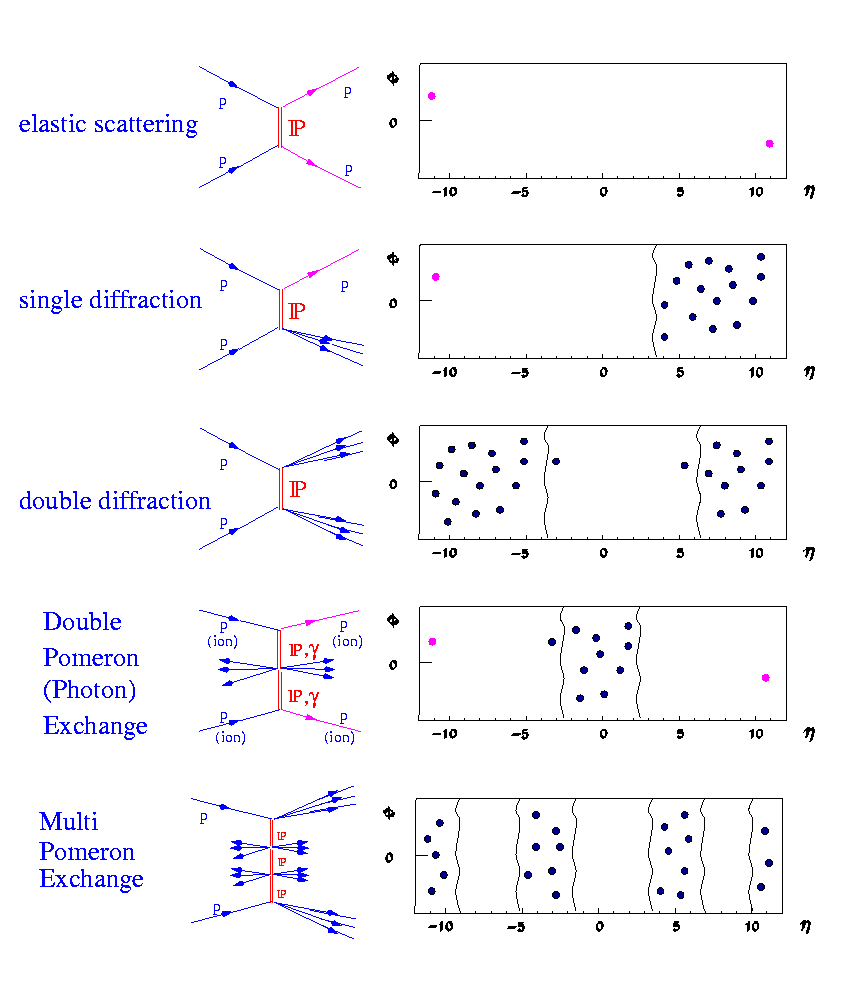 Φ
p p
elastic scattering ℙ 0
p p
-10 -5 0 5 10 η
Φ
p p
single diffraction ℙ 0
p
-10 -5 0 5 10 η
Φ
p
double diffraction ℙ 0
p
-10 -5 0 5 10 η
Double p p Φ
(ion) (ion)
ℙ,γ
Pomeron 0
(Photon) ℙ,γ
Exchange p p
(ion) (ion)
-10 -5 0 5 10 η
Multi p Φ
ℙ
Pomeron ℙ 0
Exchange ℙ
p
-10 -5 0 5 10 η